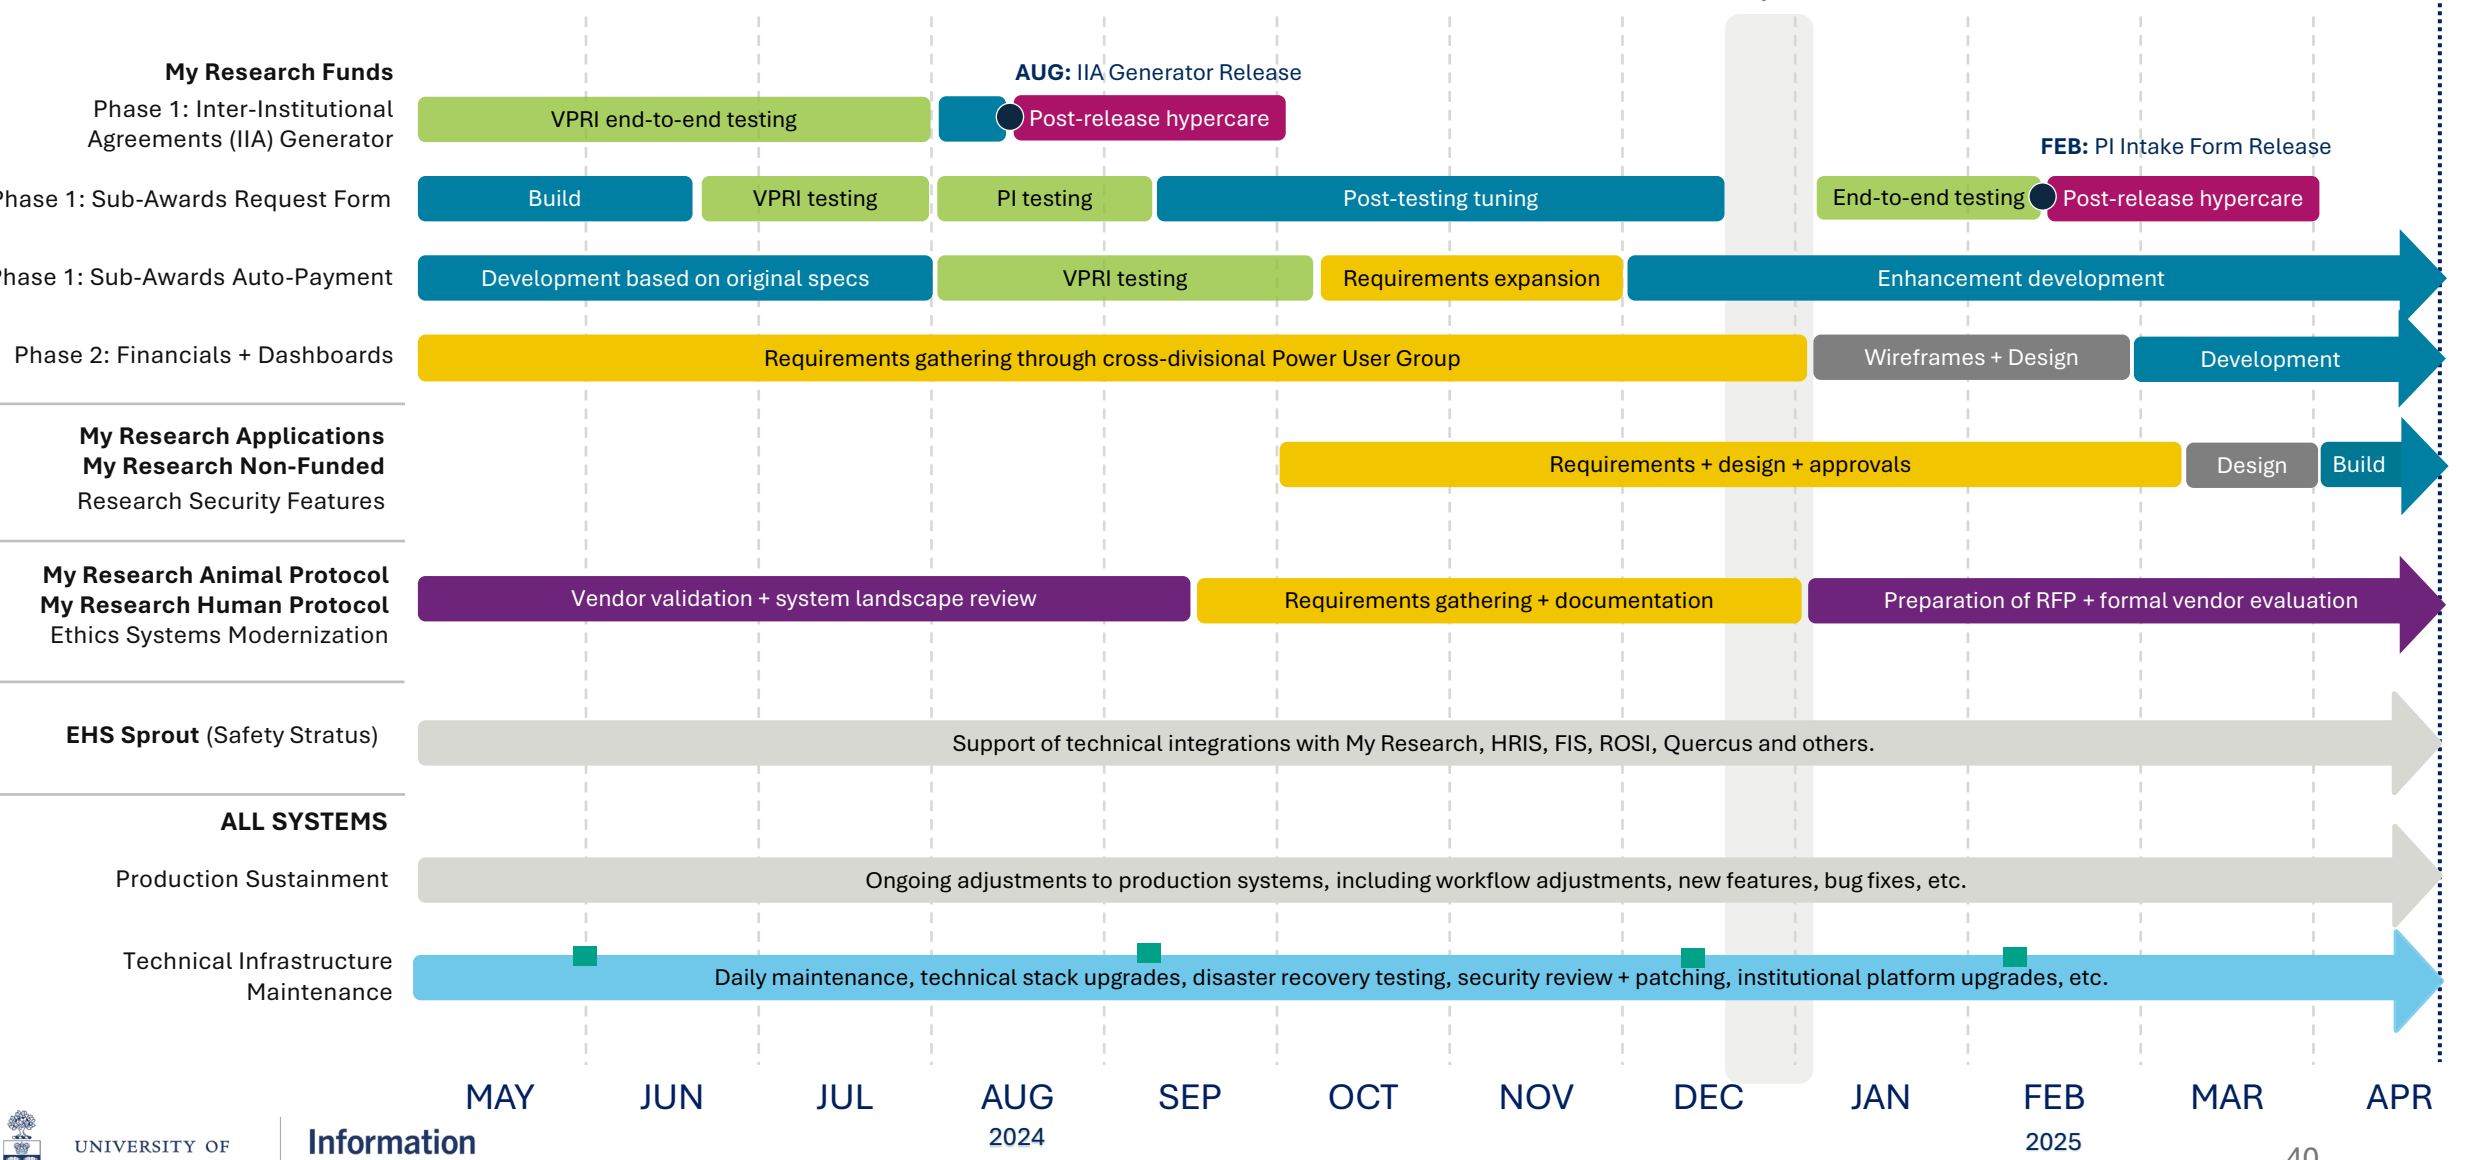 My Research Funds
AUG: IIA Generator Release
Phase 1: Inter-Institutional
Agreements (IIA) Generator
VPRI end-to-end testing
Post-release hypercare
FEB: PI Intake Form Release
Phase 1: Sub-Awards Request Form
Build
VPRI testing
PI testing
Post-testing tuning
End-to-end testing
Post-release hypercare
Phase 1: Sub-Awards Auto-Payment
Development based on original specs
VPRI testing
Requirements expansion
Enhancement development
Phase 2: Financials + Dashboards
Requirements gathering through cross-divisional Power User Group
Wireframes + Design
Development
My Research Applications
My Research Non-Funded
Research Security Features
Requirements + design + approvals
Design
Build
My Research Animal Protocol
My Research Human Protocol
Ethics Systems Modernization
Vendor validation + system landscape review
Requirements gathering + documentation
Preparation of RFP + formal vendor evaluation
EHS Sprout (Safety Stratus)
Support of technical integrations with My Research, HRIS, FIS, ROSI, Quercus and others.
ALL SYSTEMS
Production Sustainment
Ongoing adjustments to production systems, including workflow adjustments, new features, bug fixes, etc.
Technical Infrastructure
Maintenance
Daily maintenance, technical stack upgrades, disaster recovery testing, security review + patching, institutional platform upgrades, etc.
MAY JUN JUL AUG SEP OCT NOV DEC JAN FEB MAR APR
2024 2025
UNIVERSITY OF
Information
40